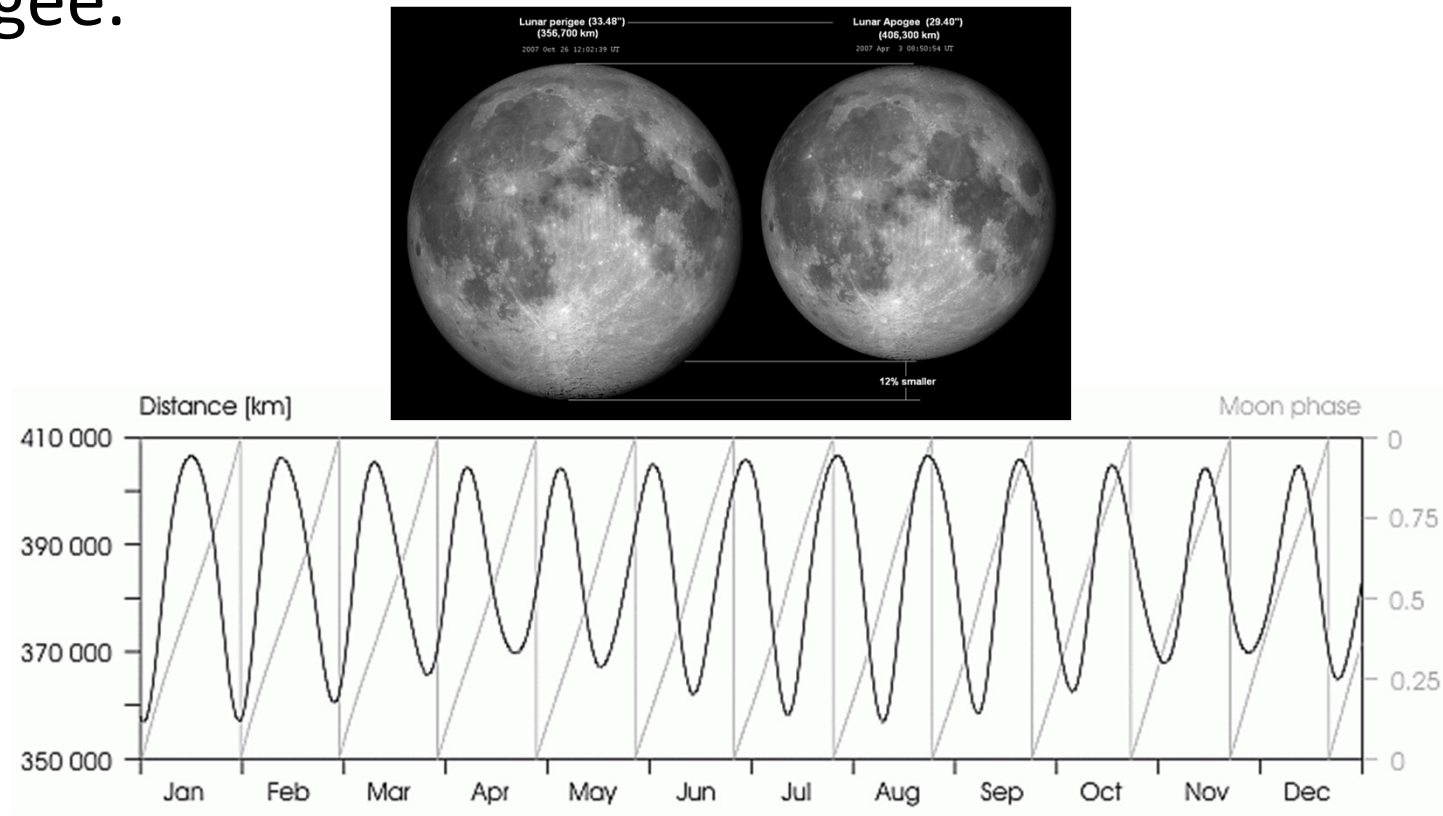 gee.
Lunar perigee (33.48") Lunar Apogee (29.40")
(356,700 km) (406,300 km)
2007 Oct 26 12:02:39 UT 2007 Apr 3 08:50:54 UT
12% smaller
Distance [km] Moon phase
410 000 0
0.75
390 000
0.5
370 000
0.25
350 000 0
Jan Feb Mar Apr May Jun Jul Aug Sep Oct Nov Dec